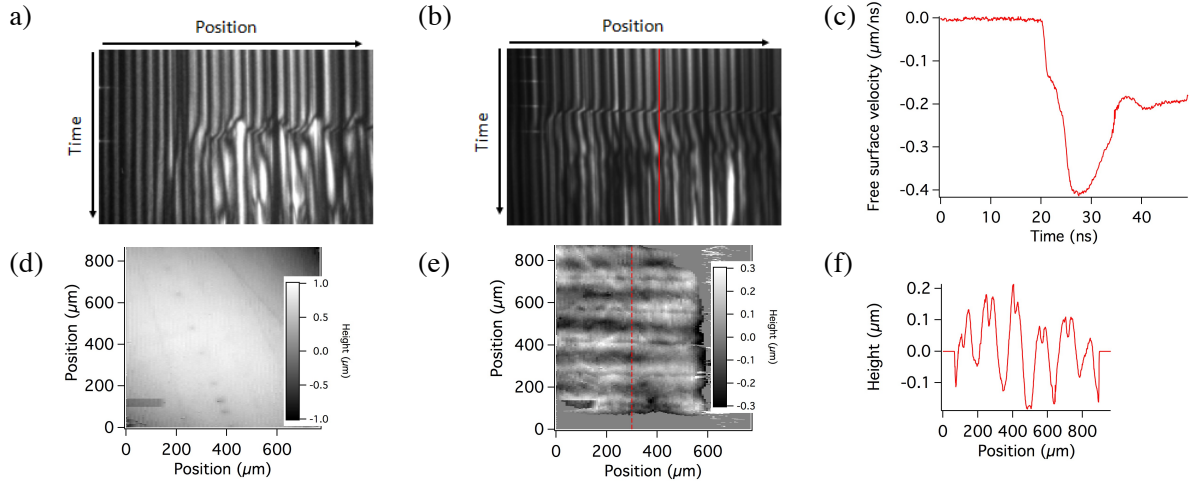 a)
Position
Time
b)
Position
Time
(c)
Free surface velocity (µm/ns)
0.0
-0.1
-0.2
-0.3
-0.4
0
10
20
30
40
Time (ns)
(d)
Position (µm)
800
600
400
200
0
0
200
400
600
Position (µm)
1.0
0.5
0.0
-0.5
-1.0
Height (µm)
(e)
Position (µm)
800
600
400
200
0
0
200
400
600
Position (µm)
0.3
0.2
0.1
0.0
-0.1
-0.2
-0.3
Height (µm)
(f)
Height (µm)
0.2
0.1
0.0
-0.1
0
200
400
600
800
Position (µm)